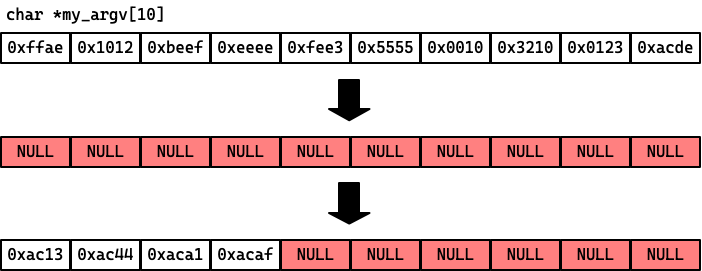 char *my_argv[10]
0xffae 0x1012 0xbeef 0xeeee 0xfee3 0x5555 0x0010 0x3210 0x0123 0xacde
NULL NULL NULL NULL NULL NULL NULL NULL NULL NULL
0xac13 0xac44 0xaca1 0xacaf NULL NULL NULL NULL NULL NULL